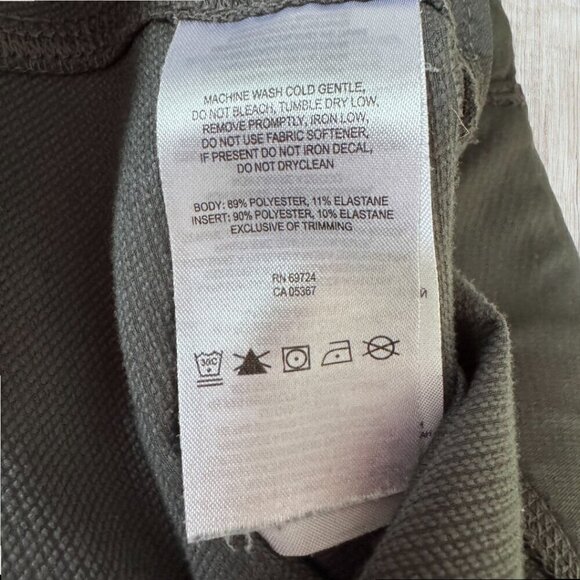 MACHINE WASH COLD GENTLE,
DO NOT BLEACH, TUMBLE DRY LOW,
REMOVE PROMPTLY, IRON LOW,
DO NOT USE FABRIC SOFTENER,
IF PRESENT DO NOT IRON DECAL,
DO NOT DRYCLEAN
BODY: 89% POLYESTER, 11% ELASTANE
INSERT: 90% POLYESTER, 10% ELASTANE
EXCLUSIVE OF TRIMMING
RN 69724
CA 05367
30C